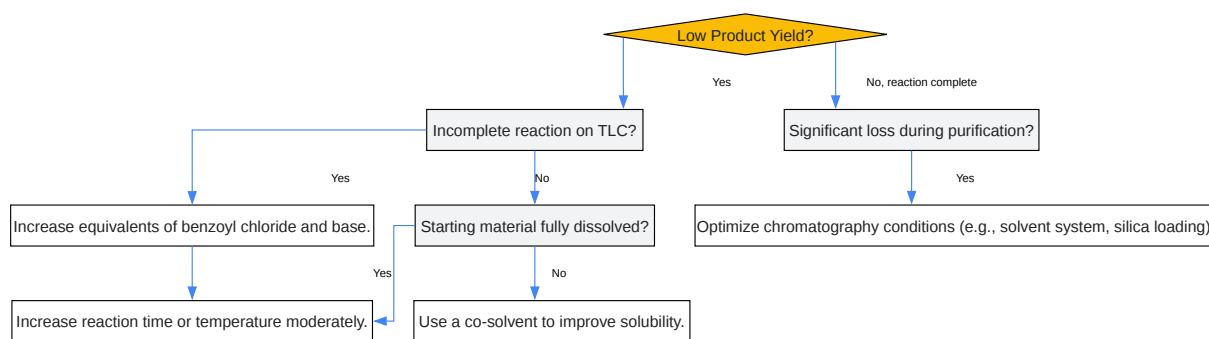 Low Product Yield?
Yes
No, reaction complete
Incomplete reaction on TLC?
Significant loss during purification?
Yes
No
Yes
Increase equivalents of benzoyl chloride and base.
Starting material fully dissolved?
Optimize chromatography conditions (e.g., solvent system, silica loading)
Yes
No
Increase reaction time or temperature moderately.
Use a co-solvent to improve solubility.